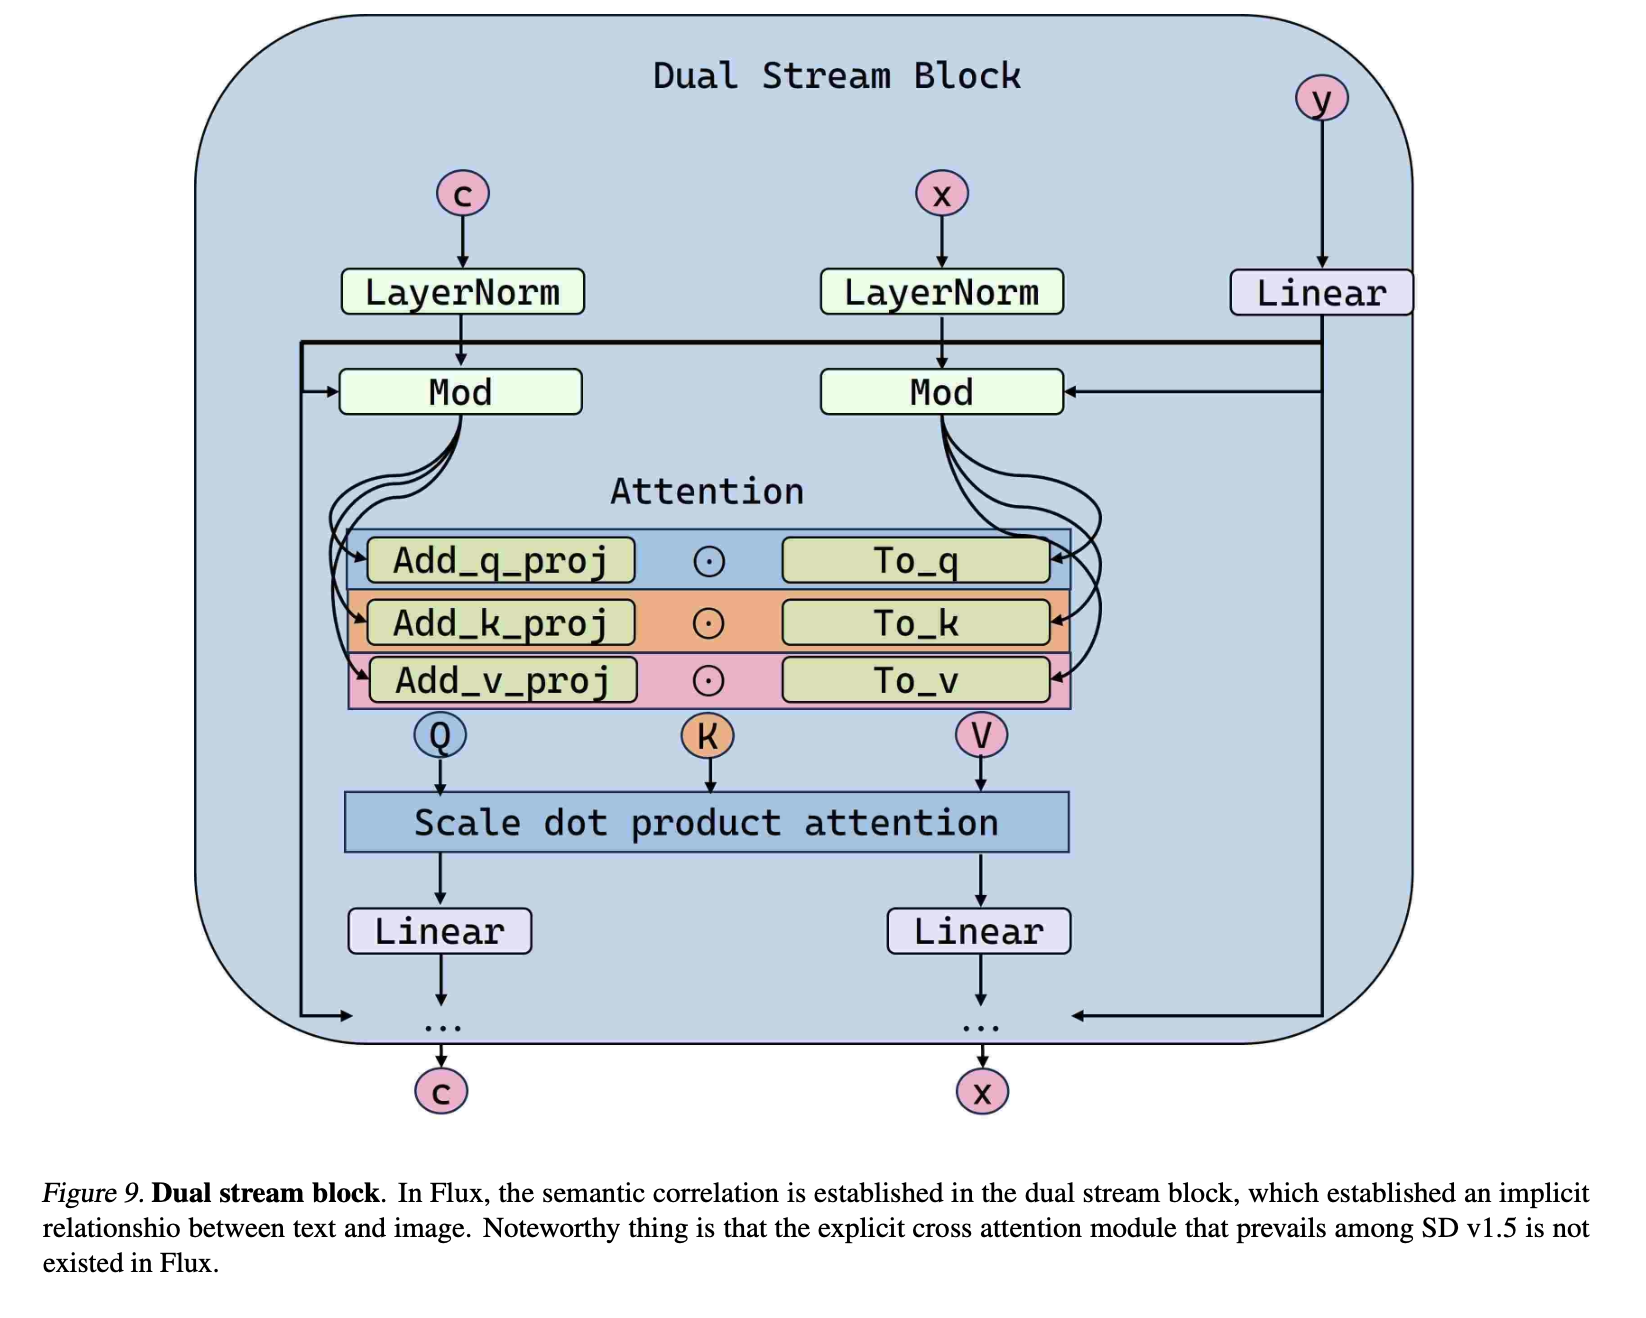 Dual Stream Block
y
c
x
LayerNorm
LayerNorm
Linear
Mod
Mod
Attention
Add_q_proj ⊙ To_q
Add_k_proj ⊙ To_k
Add_v_proj ⊙ To_v
Q
K
V
Scale dot product attention
Linear
Linear
...
...
c
x
Figure 9. Dual stream block. In Flux, the semantic correlation is established in the dual stream block, which established an implicit
relationshio between text and image. Noteworthy thing is that the explicit cross attention module that prevails among SD v1.5 is not
existed in Flux.